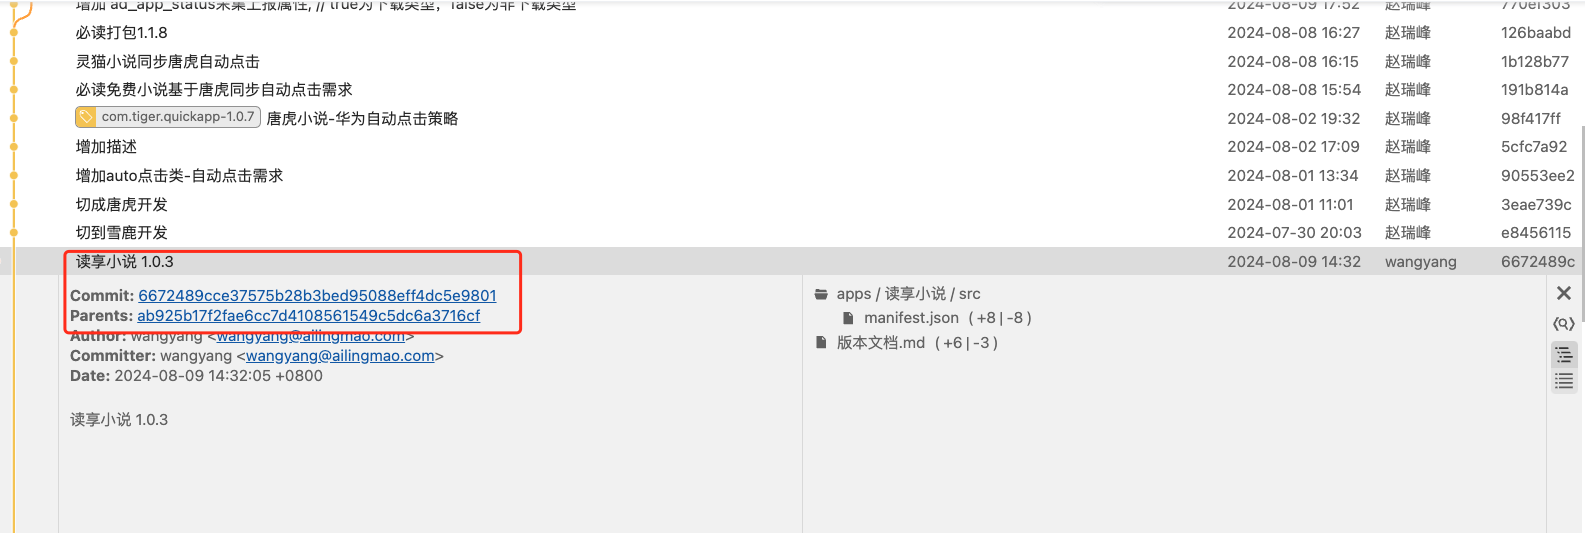 增加 ad_app_status采集上报属性, // true为下载类型，false为非下载类型 2024-08-09 17:52 赵瑞峰 770ef303
必读打包1.1.8 2024-08-08 16:27 赵瑞峰 126baabd
灵猫小说同步唐虎自动点击 2024-08-08 16:15 赵瑞峰 1b128b77
必读免费小说基于唐虎同步自动点击需求 2024-08-08 15:54 赵瑞峰 191b814a
com.tiger.quickapp-1.0.7 唐虎小说-华为自动点击策略 2024-08-02 19:32 赵瑞峰 98f417ff
增加描述 2024-08-02 17:09 赵瑞峰 5cfc7a92
增加auto点击类-自动点击需求 2024-08-01 13:34 赵瑞峰 90553ee2
切成唐虎开发 2024-08-01 11:01 赵瑞峰 3eae739c
切到雪鹿开发 2024-07-30 20:03 赵瑞峰 e8456115
读享小说 1.0.3 2024-08-09 14:32 wangyang 6672489c
Commit: 6672489cce37575b28b3bed95088eff4dc5e9801
Parents: ab925b17f2fae6cc7d4108561549c5dc6a3716cf
Author: wangyang <wangyang@ailingmao.com>
Committer: wangyang <wangyang@ailingmao.com>
Date: 2024-08-09 14:32:05 +0800
读享小说 1.0.3
apps / 读享小说 / src
manifest.json (+8|-8)
版本文档.md (+6|-3)